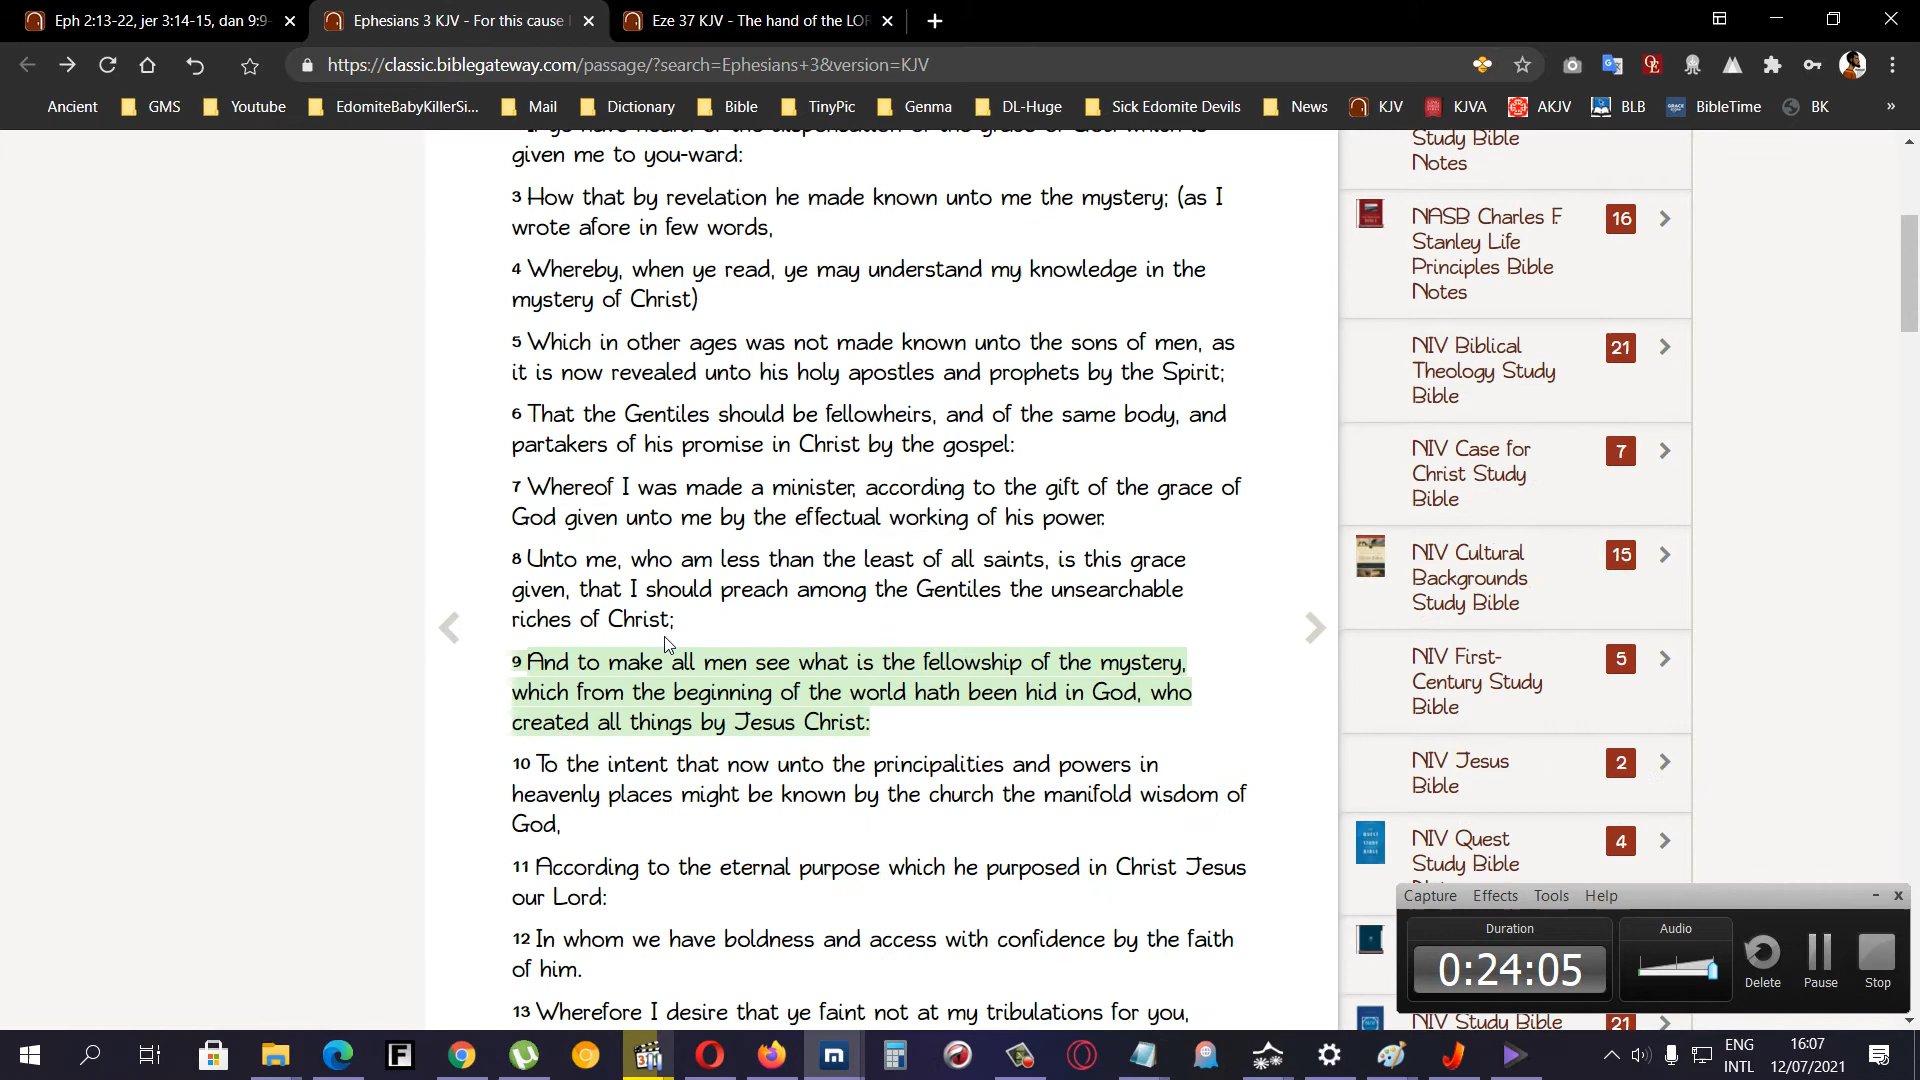 Eph 2:13-22, jer 3:14-15, dan 9:9-
Ephesians 3 KJV - For this cause I
Eze 37 KJV - The hand of the LOR
https://classic.biblegateway.com/passage/?search=Ephesians+3&version=KJV
Ancient
GMS
Youtube
EdomiteBabyKillerSi...
Mail
Dictionary
Bible
TinyPic
Genma
DL-Huge
Sick Edomite Devils
News
KJV
KJVA
AKJV
BLB
BibleTime
BK
»
given me to you-ward:
3 How that by revelation he made known unto me the mystery; (as I
wrote afore in few words,
4 Whereby, when ye read, ye may understand my knowledge in the
mystery of Christ)
5 Which in other ages was not made known unto the sons of men, as
it is now revealed unto his holy apostles and prophets by the Spirit;
6 That the Gentiles should be fellowheirs, and of the same body, and
partakers of his promise in Christ by the gospel:
7 Whereof I was made a minister, according to the gift of the grace of
God given unto me by the effectual working of his power.
8 Unto me, who am less than the least of all saints, is this grace
given, that I should preach among the Gentiles the unsearchable
riches of Christ;
9 And to make all men see what is the fellowship of the mystery,
which from the beginning of the world hath been hid in God, who
created all things by Jesus Christ:
10 To the intent that now unto the principalities and powers in
heavenly places might be known by the church the manifold wisdom of
God,
11 According to the eternal purpose which he purposed in Christ Jesus
our Lord:
12 In whom we have boldness and access with confidence by the faith
of him.
13 Wherefore I desire that ye faint not at my tribulations for you,
Study Bible
Notes
NASB Charles F.
Stanley Life
Principles Bible
Notes
16
NIV Biblical
Theology Study
Bible
21
NIV Case for
Christ Study
Bible
7
NIV Cultural
Backgrounds
Study Bible
15
NIV First-
Century Study
Bible
5
NIV Jesus
Bible
2
NIV Quest
Study Bible
4
NIV Study Bible
21
Capture
Effects
Tools
Help
Duration
0:24:05
Audio
Delete
Pause
Stop
ENG
INTL
16:07
12/07/2021